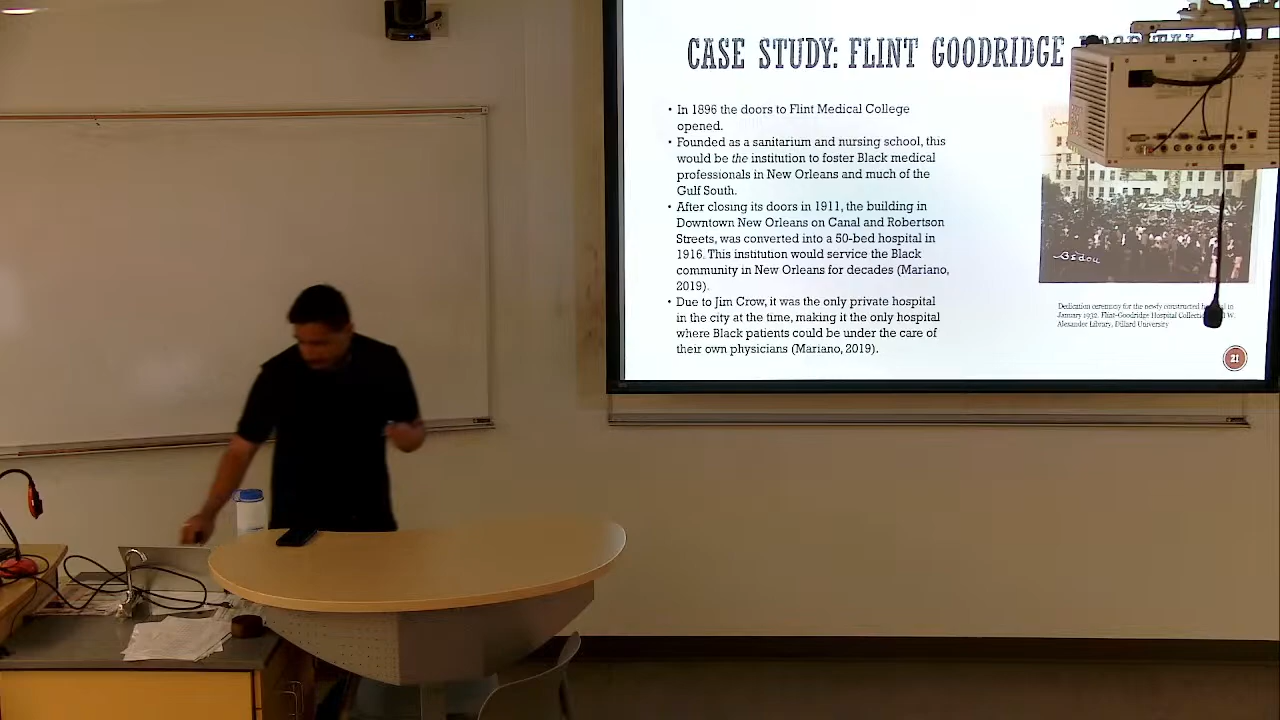 CASE STUDY: FLINT GOODRIDGE
• In 1896 the doors to Flint Medical College
opened.
• Founded as a sanitarium and nursing school, this
would be the institution to foster Black medical
professionals in New Orleans and much of the
Gulf South.
• After closing its doors in 1911, the building in
Downtown New Orleans on Canal and Robertson
Streets, was converted into a 50-bed hospital in
1916. This institution would service the Black
community in New Orleans for decades (Mariano,
2019).
• Due to Jim Crow, it was the only private hospital
in the city at the time, making it the only hospital
where Black patients could be under the care of
their own physicians (Mariano, 2019).
Bedou
Dedication ceremony for the newly constructed in
January 1932. Flint-Goodridge Hospital W.
Alexander Library, Dillard University
21